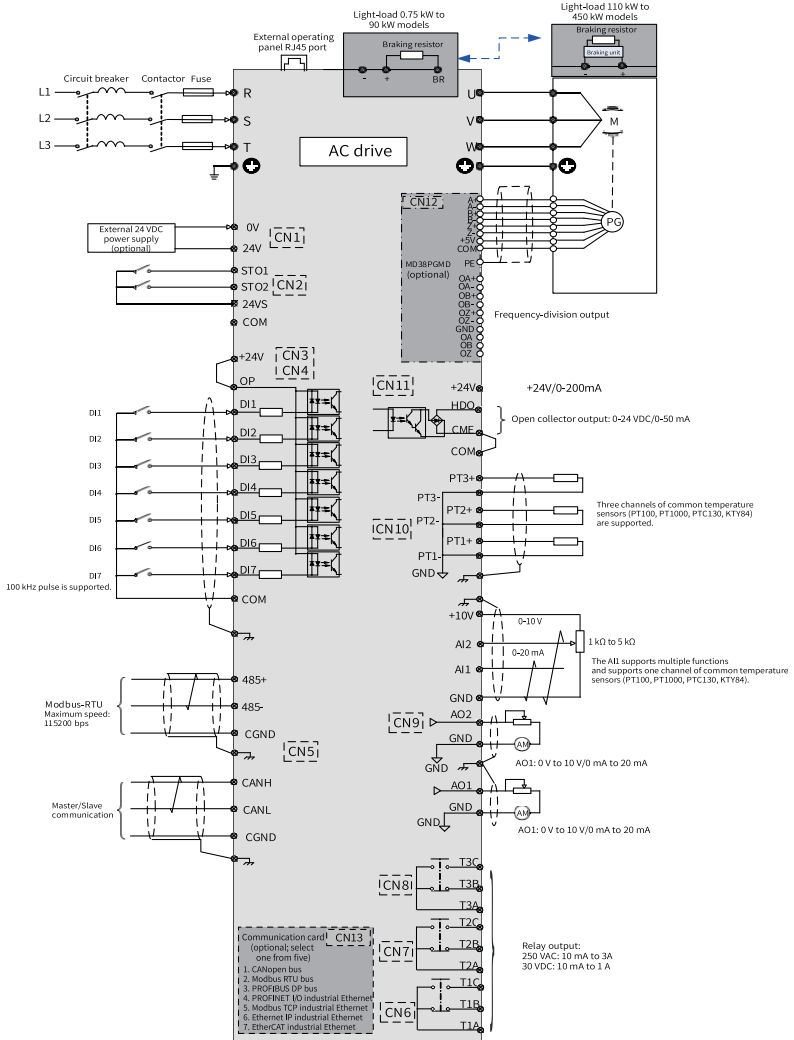 Light-load 0.75 kW to
90 kW models
Light-load 110 kW to
450 kW models
External operating
panel RJ45 port
Braking resistor
-
+
BR
Braking resistor
Braking unit
-
+
Circuit breaker
Contactor
Fuse
L1
L2
L3
R
S
T
AC drive
U
V
W
M
PG
CN12
MD38PGMD
(optional)
A+
A-
B+
B-
Z+
Z-
+5V
COM
PE
OA+
OA-
OB+
OB-
OZ+
OZ-
GND
OA
OB
OZ
Frequency-division output
External 24 VDC
power supply
(optional)
0V
24V
CN1
STO1
STO2
24VS
COM
CN2
+24V
OP
CN3
CN4
DI1
DI2
DI3
DI4
DI5
DI6
DI7
100 kHz pulse is supported.
DI1
DI2
DI3
DI4
DI5
DI6
DI7
COM
CN11
+24V
+24V/0-200mA
HDO
CME
COM
Open collector output: 0-24 VDC/0-50 mA
CN10
PT3+
PT3-
PT2+
PT2-
PT1+
PT1-
GND
Three channels of common temperature
sensors (PT100, PT1000, PTC130, KTY84)
are supported.
+10V
AI2
AI1
GND
0-10 V
0-20 mA
1 kΩ to 5 kΩ
The AI1 supports multiple functions
and supports one channel of common temperature
sensors (PT100, PT1000, PTC130, KTY84).
CN9
AO2
GND
GND
AM
AO1: 0 V to 10 V/0 mA to 20 mA
AO1
GND
GND
AM
AO1: 0 V to 10 V/0 mA to 20 mA
Modbus-RTU
Maximum speed:
115200 bps
485+
485-
CGND
CN5
Master/Slave
communication
CANH
CANL
CGND
CN8
T3C
T3B
T3A
CN7
T2C
T2B
T2A
CN6
T1C
T1B
T1A
Relay output:
250 VAC: 10 mA to 3A
30 VDC: 10 mA to 1 A
Communication card
(optional; select
one from five)
CN13
1. CANopen bus
2. Modbus RTU bus
3. PROFIBUS DP bus
4. PROFINET I/O industrial Ethernet
5. Modbus TCP industrial Ethernet
6. Ethernet IP industrial Ethernet
7. EtherCAT industrial Ethernet